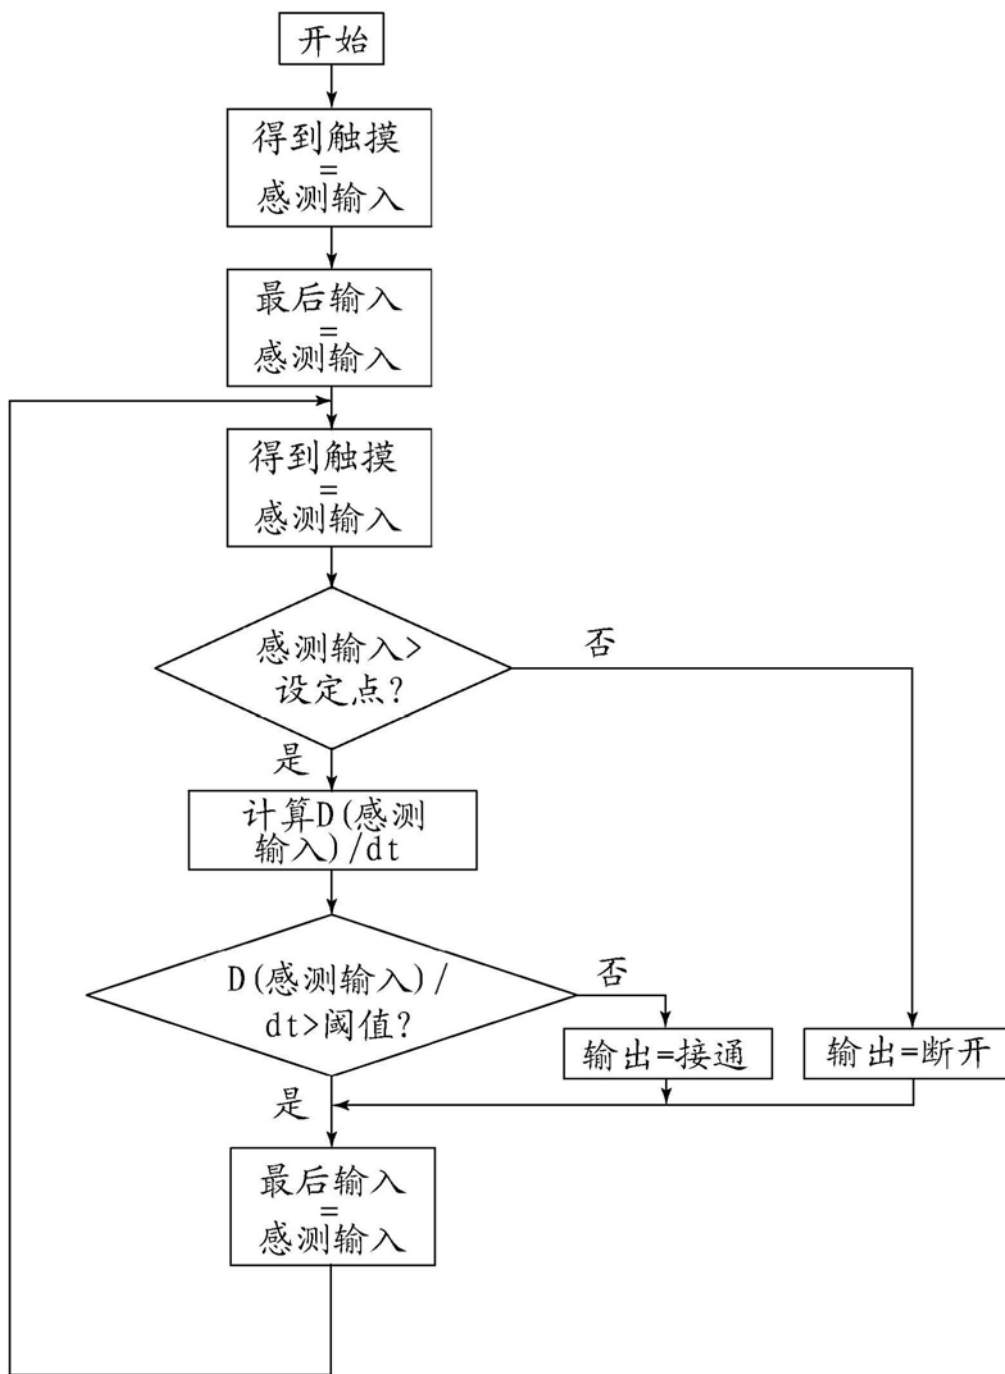 开始
得到触摸
=
感测输入
最后输入
=
感测输入
得到触摸
=
感测输入
感测输入>
设定点?
否
是
计算D(感测
输入)/dt
D(感测输入)/
dt>阈值?
否
输出=接通
输出=断开
是
最后输入
=
感测输入